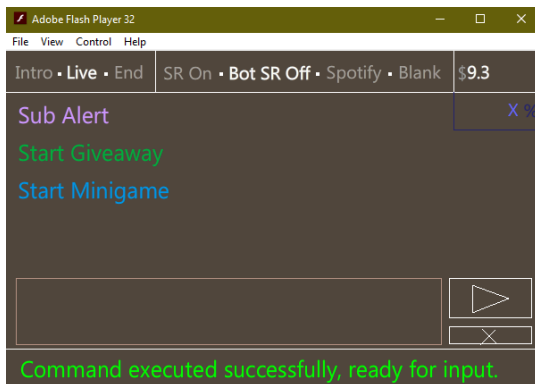 Adobe Flash Player 32
File View Control Help
Intro • Live • End SR On • Bot SR Off • Spotify • Blank $9.3
Sub Alert X %
Start Giveaway
Start Minigame
Command executed successfully, ready for input.